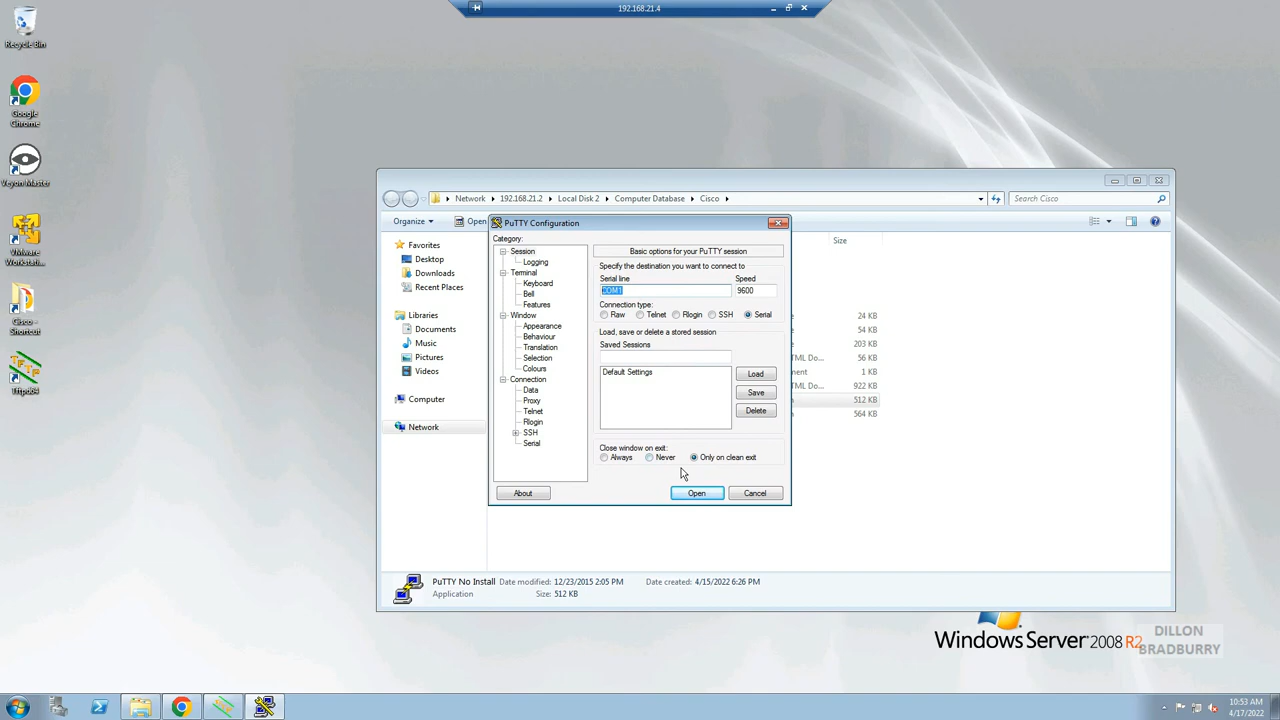 192.168.21.4
Recycle Bin
Google
Chrome
Veyon Master
VMware
Workstati...
Cisco -
Shortcut
Tftpd64
Network
192.168.21.2
Local Disk 2
Computer Database
Cisco
Search Cisco
Organize
Open
Size
Favorites
Desktop
Downloads
Recent Places
Libraries
Documents
Music
Pictures
Videos
Computer
Network
24 KB
54 KB
203 KB
TML Do... 56 KB
ment 1 KB
TML Do... 922 KB
512 KB
564 KB
PuTTY Configuration
Category:
Session
Logging
Terminal
Keyboard
Bell
Features
Window
Appearance
Behaviour
Translation
Selection
Colours
Connection
Data
Proxy
Telnet
Rlogin
SSH
Serial
Basic options for your PuTTY session
Specify the destination you want to connect to
Serial line Speed
COM1 9600
Connection type:
Raw Telnet Rlogin SSH Serial
Load, save or delete a stored session
Saved Sessions
Default Settings
Load
Save
Delete
Close window on exit:
Always Never Only on clean exit
About Open Cancel
PuTTY No Install Date modified: 12/23/2015 2:05 PM Date created: 4/15/2022 6:26 PM
Application Size: 512 KB
Windows Server 2008 R2
DILLON
BRADBURRY
10:53 AM
4/17/2022